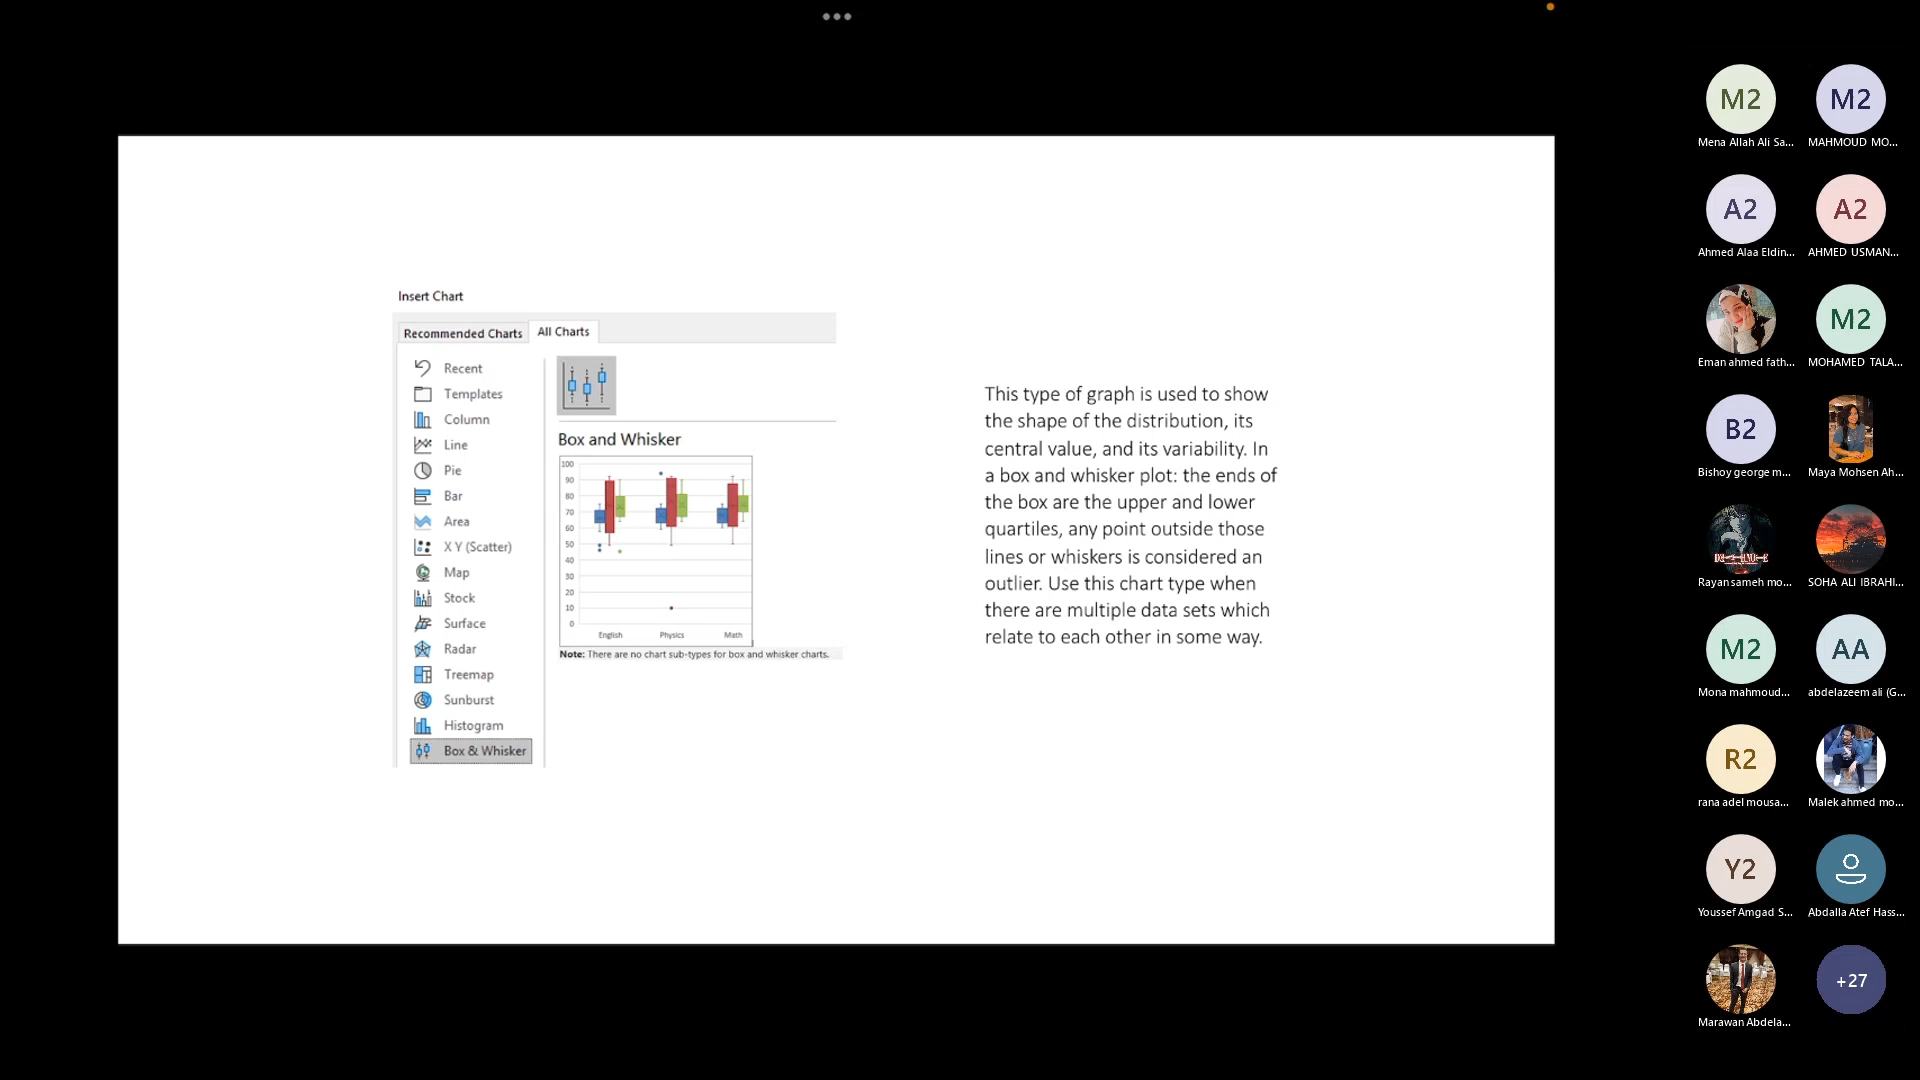 Insert Chart
Recommended Charts
All Charts
Recent
Templates
Column
Line
Pie
Bar
Area
X Y (Scatter)
Map
Stock
Surface
Radar
Treemap
Sunburst
Histogram
Box & Whisker
Box and Whisker
100
90
80
70
60
50
40
30
20
10
0
English Physics Math
Note: There are no chart sub-types for box and whisker charts.
This type of graph is used to show
the shape of the distribution, its
central value, and its variability. In
a box and whisker plot: the ends of
the box are the upper and lower
quartiles, any point outside those
lines or whiskers is considered an
outlier. Use this chart type when
there are multiple data sets which
relate to each other in some way.
M2
Mena Allah Ali Sa...
M2
MAHMOUD MO...
A2
Ahmed Alaa Eldin...
A2
AHMED USMAN...
Eman ahmed fath...
M2
MOHAMED TALA...
B2
Bishoy george m...
Maya Mohsen Ah...
Rayan sameh mo...
SOHA ALI IBRAHI...
M2
Mona mahmoud...
AA
abdelazeem ali (G...
R2
rana adel mousa...
Malek ahmed mo...
Y2
Youssef Amgad S...
Abdalla Atef Hass...
Marawan Abdela...
+27